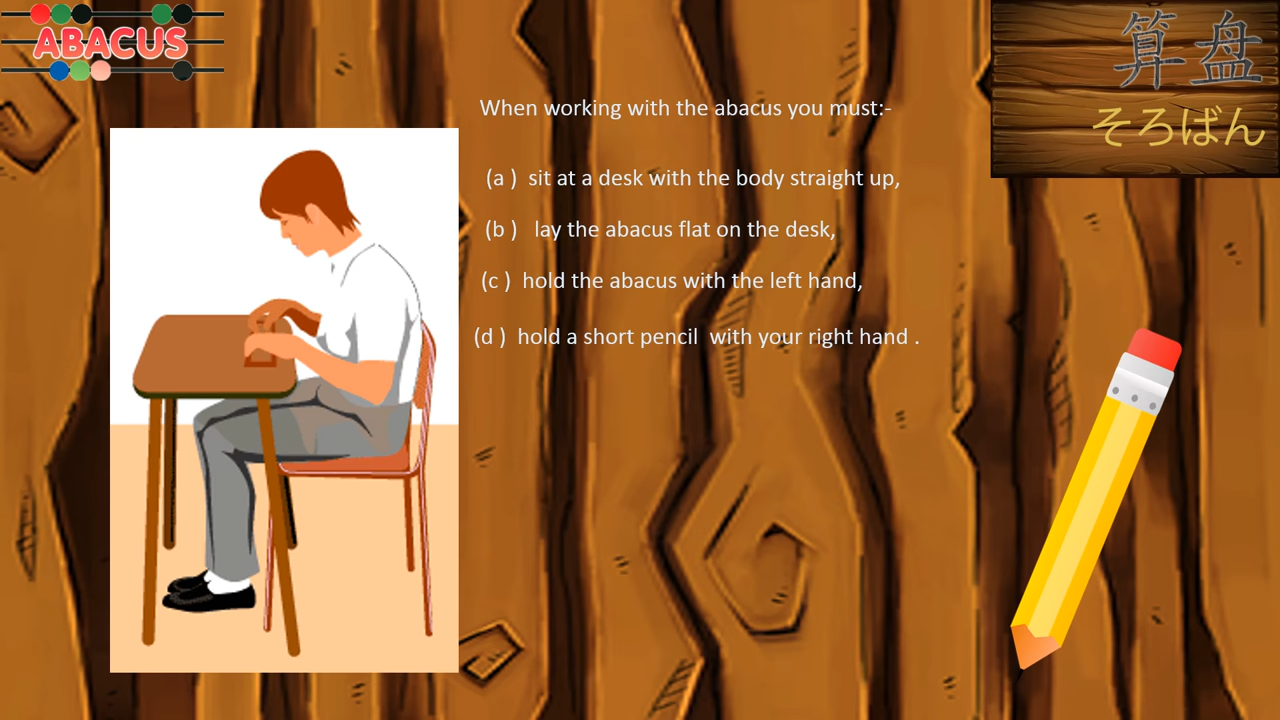 ABACUS
算盘
そろばん
When working with the abacus you must:-
(a ) sit at a desk with the body straight up,
(b ) lay the abacus flat on the desk,
(c ) hold the abacus with the left hand,
(d ) hold a short pencil with your right hand .